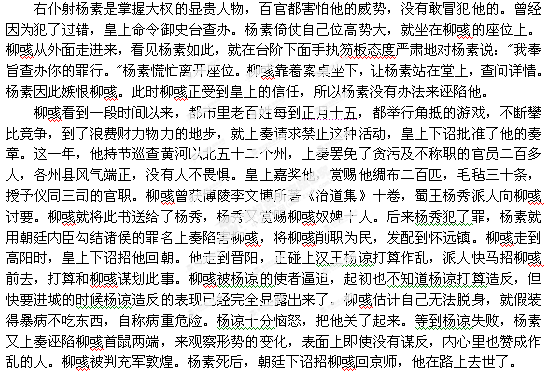 右仆射杨素是掌握大权的显贵人物，百官都害怕他的威势，没有敢冒犯他的。曾经
因为犯了过错，皇上命令御史台查办。杨素倚仗自己位高势大，就坐在柳彧的座位上。
柳彧从外面走进来，看见杨素如此，就在台阶下面手执笏板态度严肃地对杨素说："我奉
旨查办你的罪行。"杨素慌忙离开座位。柳彧靠着案桌坐下，让杨素站在堂上，查问详情。
杨素因此嫉恨柳彧。此时柳彧正受到皇上的信任，所以杨素没有办法来诬陷他。
柳彧看到一段时间以来，都市里老百姓每到正月十五，都举行角抵的游戏，不断攀
比竞争，到了浪费财力物力的地步，就上奏请求禁止这种活动，皇上下诏批准了他的奏
章。这一年，他持节巡查黄河以北五十二个州，上奏罢免了贪污及不称职的官员二百多
人，各州县风气端正，没有人不畏惧。皇上嘉奖他，赏赐他绸布二百匹，毛毡三十条，
授予仪同三司的官职。柳彧曾获博陵李文博所著《治道集》十卷，蜀王杨秀派人向柳彧
讨要。柳彧就将此书送给了杨秀，杨秀又赏赐柳彧奴婢十人。后来杨秀犯了罪，杨素就
用朝廷内臣勾结诸侯的罪名上奏陷害柳彧，将柳彧削职为民，发配到怀远镇。柳彧走到
高阳时，皇上下诏招他回朝。他走到晋阳，正碰上汉王杨谅打算作乱，派人快马招柳彧
前去，打算和柳彧谋划此事。柳彧被杨谅的使者逼迫，起初也不知道杨谅打算造反，但
快要进城的时候杨谅造反的表现已经完全显露出来了。柳彧估计自己无法脱身，就假装
得暴病不吃东西，自称病重危险。杨谅十分恼怒，把他关了起来。等到杨谅失败，杨素
又上奏诬陷柳彧首鼠两端，来观察形势的变化，表面上即使没有谋反，内心里也赞成作
乱的人。柳彧被判充军敦煌。杨素死后，朝廷下诏招柳彧回京师，他在路上去世了。